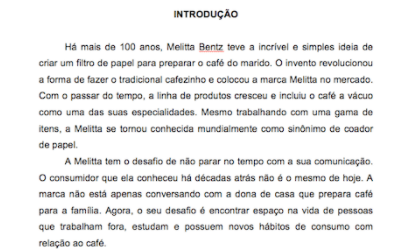 INTRODUÇÃO
Há mais de 100 anos, Melitta Bentz teve a incrível e simples ideia de
criar um filtro de papel para preparar o café do marido. O invento revolucionou
a forma de fazer o tradicional cafezinho e colocou a marca Melitta no mercado.
Com o passar do tempo, a linha de produtos cresceu e incluiu o café a vácuo
como uma das suas especialidades. Mesmo trabalhando com uma gama de
itens, a Melitta se tornou conhecida mundialmente como sinônimo de coador
de papel.
A Melitta tem o desafio de não parar no tempo com a sua comunicação.
O consumidor que ela conheceu há décadas atrás não é o mesmo de hoje. A
marca não está apenas conversando com a dona de casa que prepara café
para a família. Agora, o seu desafio é encontrar espaço na vida de pessoas
que trabalham fora, estudam e possuem novos hábitos de consumo com
relação ao café.